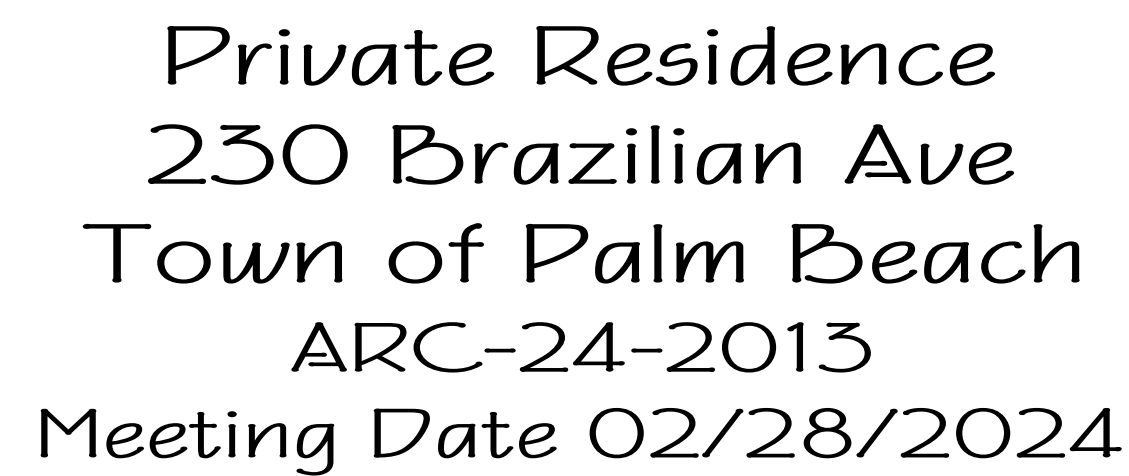 Private Residence
230 Brazilian Ave
Town of Palm Beach
ARC-24-2013
Meeting Date 02/28/2024